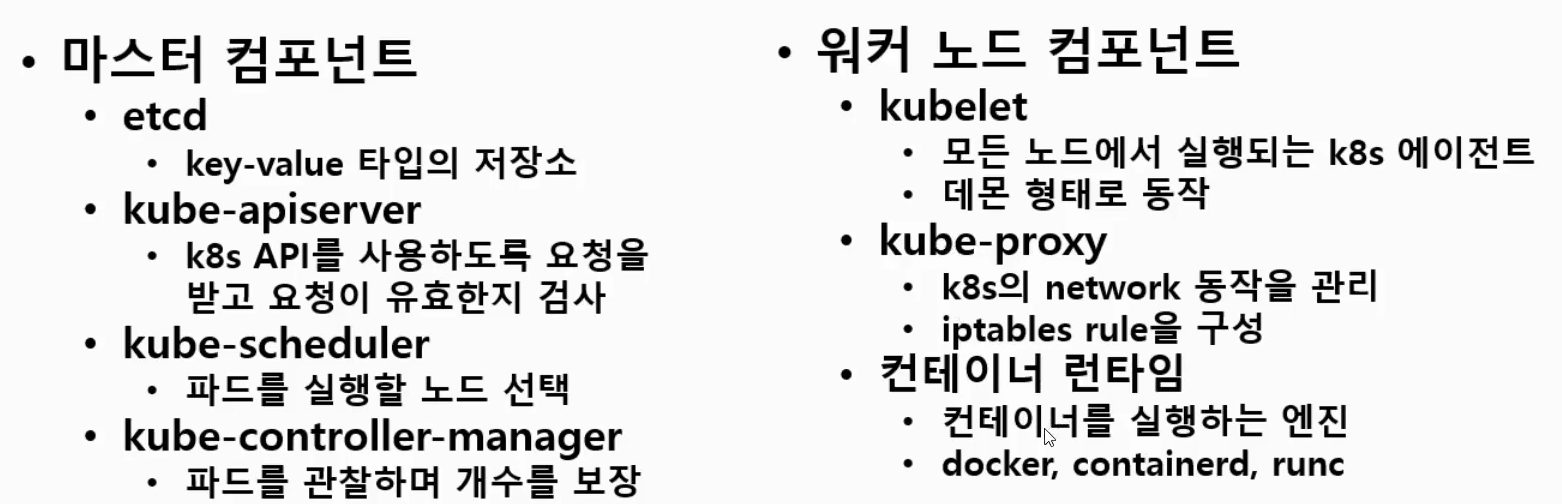 • 마스터 컴포넌트
• etcd
• key-value 타입의 저장소
• kube-apiserver
• k8s API를 사용하도록 요청을
받고 요청이 유효한지 검사
• kube-scheduler
• 파드를 실행할 노드 선택
• kube-controller-manager
• 파드를 관찰하며 개수를 보장
• 워커 노드 컴포넌트
• kubelet
• 모든 노드에서 실행되는 k8s 에이전트
• 데몬 형태로 동작
• kube-proxy
• k8s의 network 동작을 관리
• iptables rule을 구성
• 컨테이너 런타임
• 컨테이너를 실행하는 엔진
• docker, containerd, runc